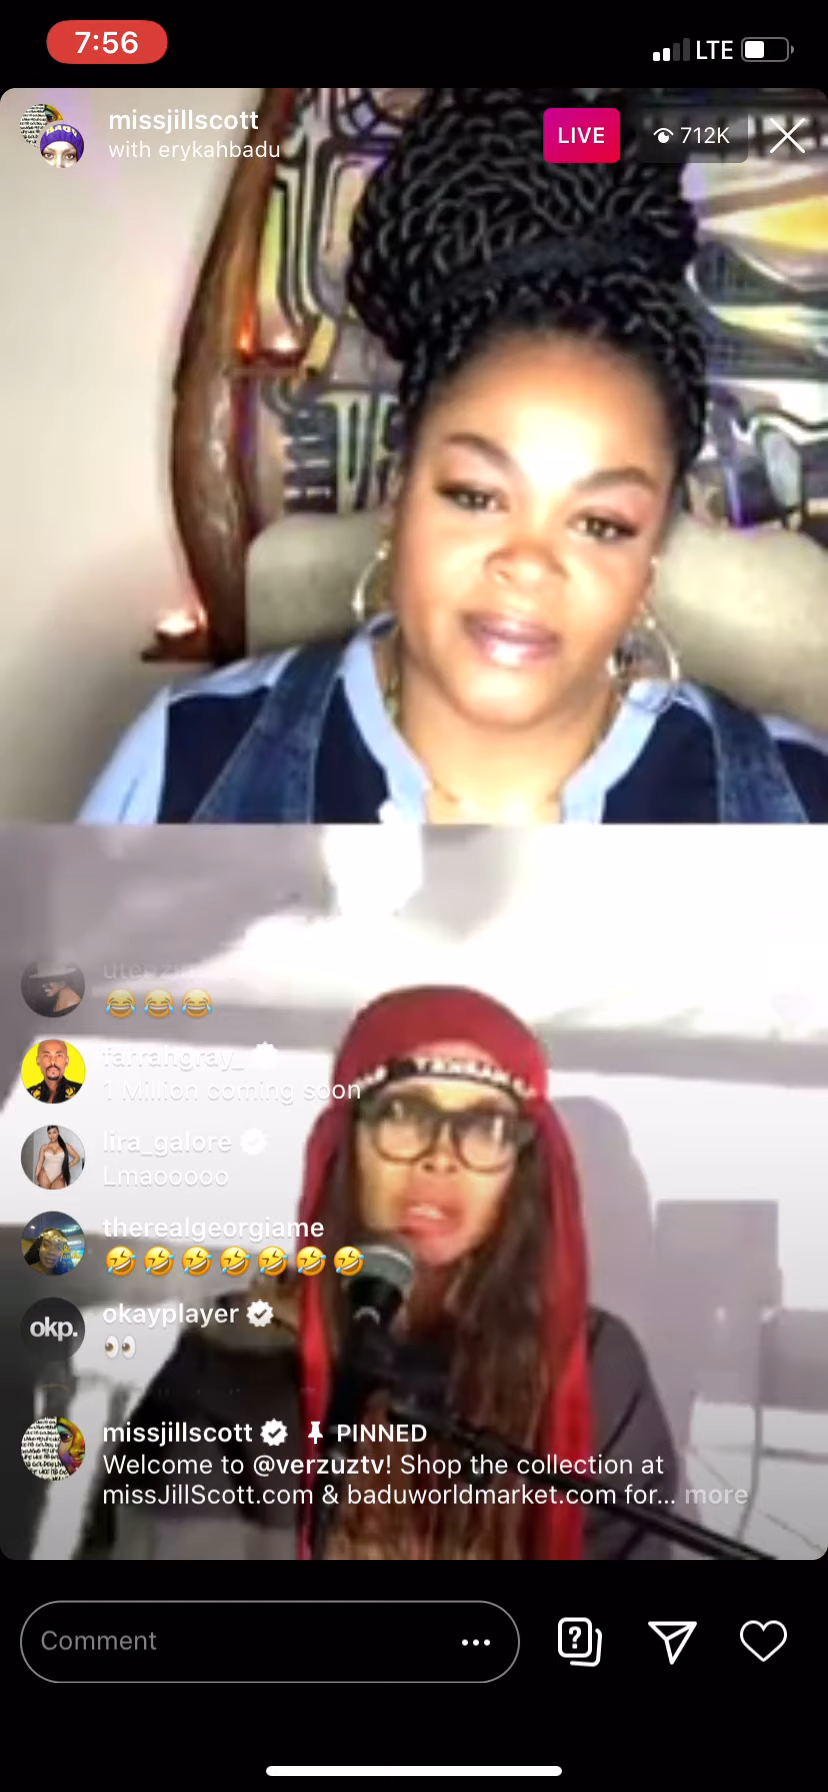 7:56
LTE
missjillscott
with erykahbadu
LIVE
712K
farrahgray_
1 Million coming soon
lira_galore
Lmaooooo
therealgeorgiame
okayplayer
okp.
missjillscott PINNED
Welcome to @verzuztv! Shop the collection at
missJillScott.com & baduworldmarket.com for... more
Comment